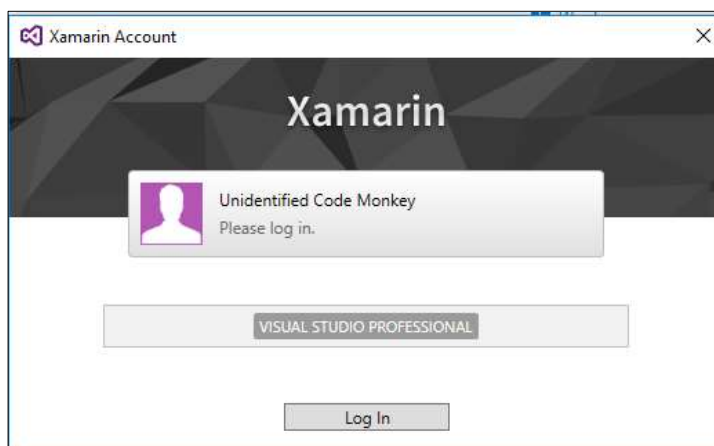 Xamarin Account
Xamarin
Unidentified Code Monkey
Please log in.
VISUAL STUDIO PROFESSIONAL
Log In